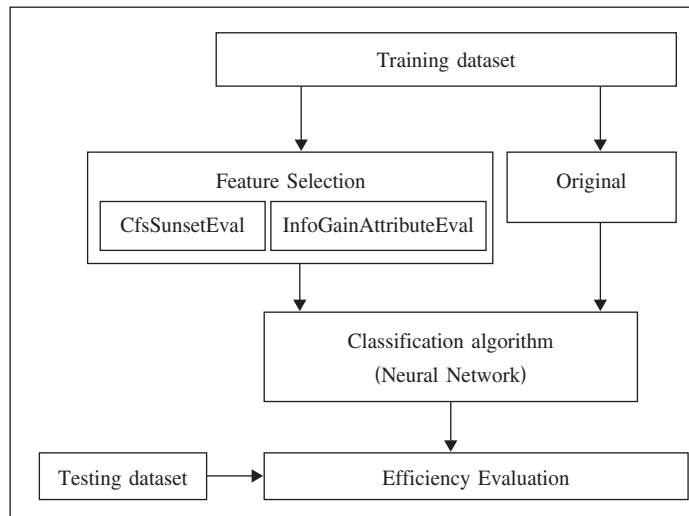 Training dataset
Feature Selection
CfsSunsetEval
InfoGainAttributeEval
Original
Classification algorithm
(Neural Network)
Testing dataset
Efficiency Evaluation